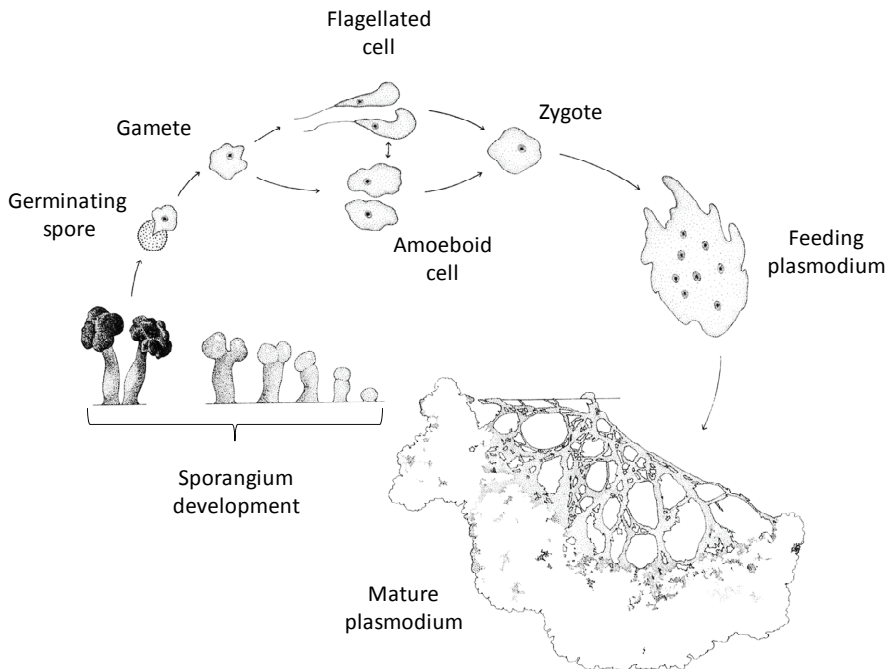 Flagellated
cell
Gamete
Zygote
Germinating
spore
Amoeboid
cell
Feeding
plasmodium
Sporangium
development
Mature
plasmodium